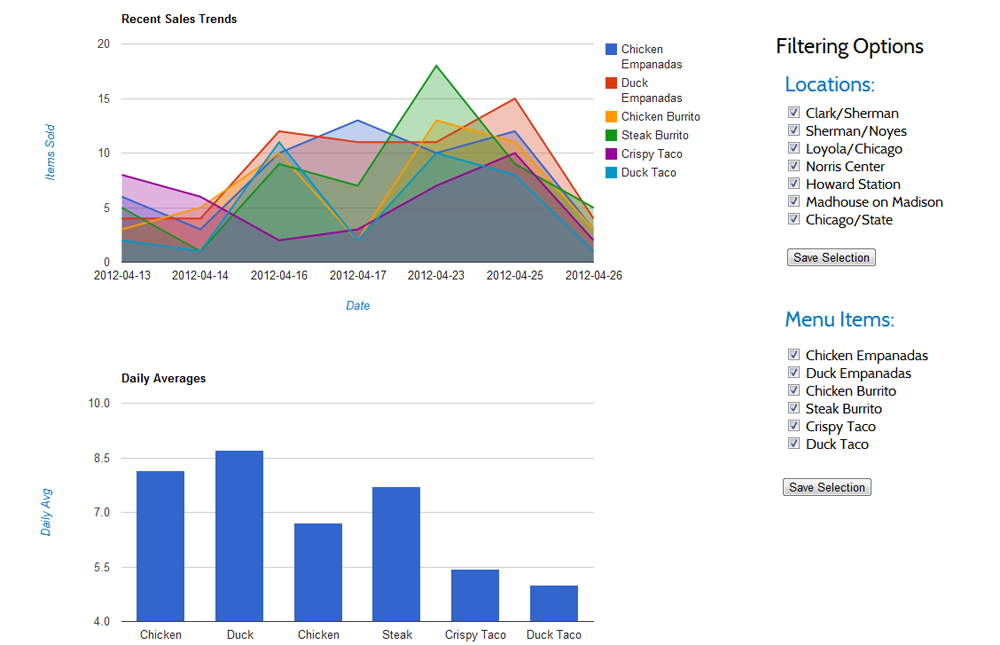 Recent Sales Trends
20
15
10
5
0
Items Sold
2012-04-13 2012-04-14 2012-04-16 2012-04-17 2012-04-23 2012-04-25 2012-04-26
Date
Chicken
Empanadas
Duck
Empanadas
Chicken Burrito
Steak Burrito
Crispy Taco
Duck Taco
Daily Averages
10.0
8.5
7.0
5.5
4.0
Daily Avg
Chicken Duck Chicken Steak Crispy Taco Duck Taco
Filtering Options
Locations:
Clark/Sherman
Sherman/Noyes
Loyola/Chicago
Norris Center
Howard Station
Madhouse on Madison
Chicago/State
Save Selection
Menu Items:
Chicken Empanadas
Duck Empanadas
Chicken Burrito
Steak Burrito
Crispy Taco
Duck Taco
Save Selection